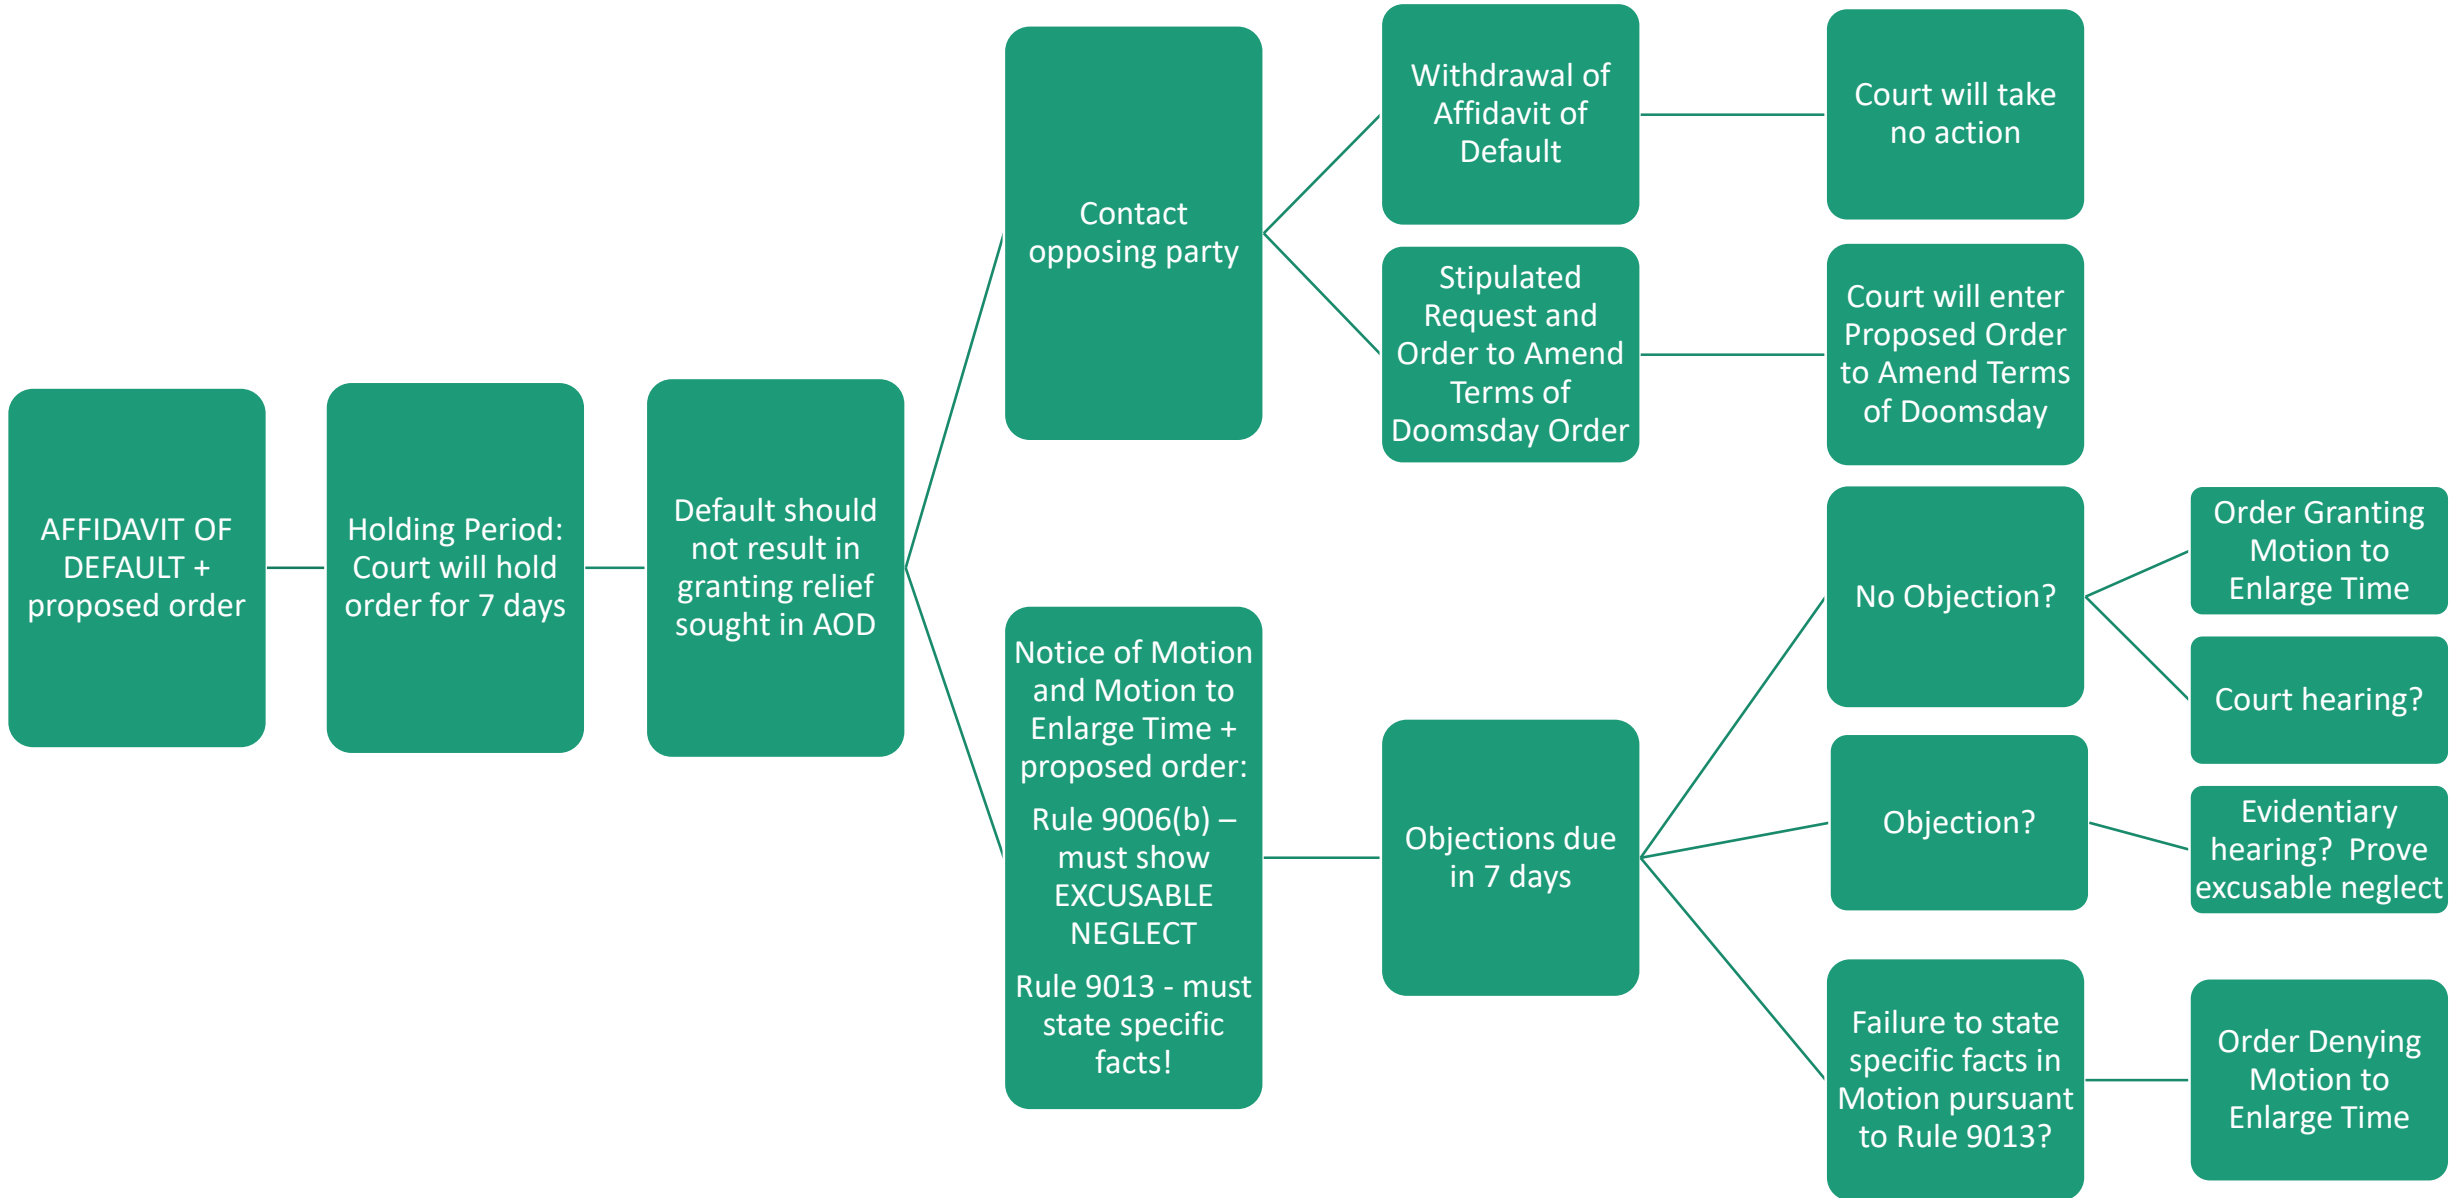 AFFIDAVIT OF
DEFAULT +
proposed order
Holding Period:
Court will hold
order for 7 days
Default should
not result in
granting relief
sought in AOD
Contact
opposing party
Withdrawal of
Affidavit of
Default
Court will take
no action
Stipulated
Request and
Order to Amend
Terms of
Doomsday Order
Court will enter
Proposed Order
to Amend Terms
of Doomsday
Notice of Motion
and Motion to
Enlarge Time +
proposed order:
Rule 9006(b) –
must show
EXCUSABLE
NEGLECT
Rule 9013 - must
state specific
facts!
Objections due
in 7 days
No Objection?
Order Granting
Motion to
Enlarge Time
Court hearing?
Objection?
Evidentiary
hearing?  Prove
excusable neglect
Failure to state
specific facts in
Motion pursuant
to Rule 9013?
Order Denying
Motion to
Enlarge Time